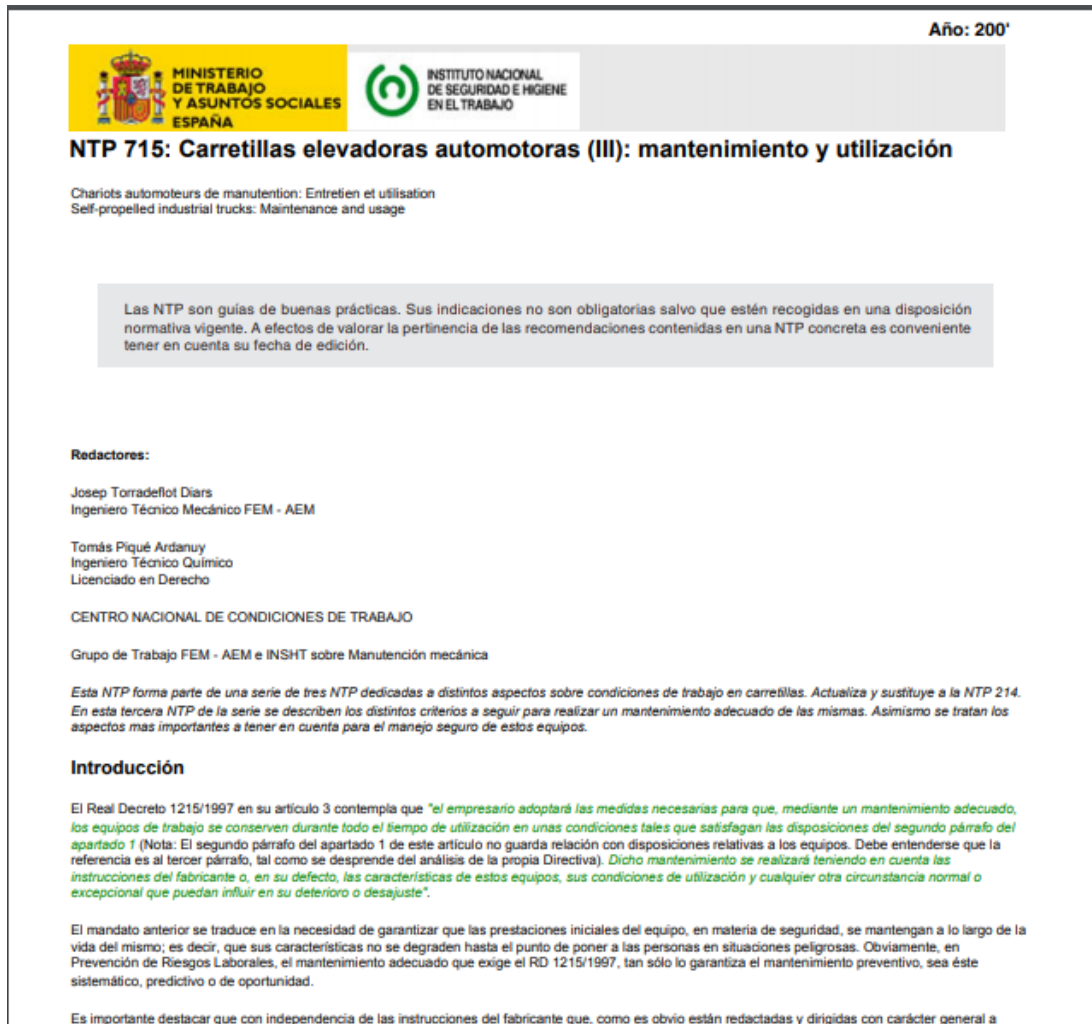 Año: 200'
MINISTERIO
DE TRABAJO
Y ASUNTOS SOCIALES
ESPAÑA
INSTITUTO NACIONAL
DE SEGURIDAD E HIGIENE
EN EL TRABAJO
NTP 715: Carretillas elevadoras automotoras (III): mantenimiento y utilización
Chariots automoteurs de manutention: Entretien et utilisation
Self-propelled industrial trucks: Maintenance and usage
Las NTP son guías de buenas prácticas. Sus indicaciones no son obligatorias salvo que estén recogidas en una disposición
normativa vigente. A efectos de valorar la pertinencia de las recomendaciones contenidas en una NTP concreta es conveniente
tener en cuenta su fecha de edición.
Redactores:
Josep Torradeflot Diars
Ingeniero Técnico Mecánico FEM - AEM
Tomás Piqué Ardanuy
Ingeniero Técnico Químico
Licenciado en Derecho
CENTRO NACIONAL DE CONDICIONES DE TRABAJO
Grupo de Trabajo FEM - AEM e INSHT sobre Manutención mecánica
Esta NTP forma parte de una serie de tres NTP dedicadas a distintos aspectos sobre condiciones de trabajo en carretillas. Actualiza y sustituye a la NTP 214.
En esta tercera NTP de la serie se describen los distintos criterios a seguir para realizar un mantenimiento adecuado de las mismas. Asimismo se tratan los
aspectos mas importantes a tener en cuenta para el manejo seguro de estos equipos.
Introducción
El Real Decreto 1215/1997 en su artículo 3 contempla que "el empresario adoptará las medidas necesarias para que, mediante un mantenimiento adecuado,
los equipos de trabajo se conserven durante todo el tiempo de utilización en unas condiciones tales que satisfagan las disposiciones del segundo párrafo del
apartado 1 (Nota: El segundo párrafo del apartado 1 de este artículo no guarda relación con disposiciones relativas a los equipos. Debe entenderse que la
referencia es al tercer párrafo, tal como se desprende del análisis de la propia Directiva). Dicho mantenimiento se realizará teniendo en cuenta las
instrucciones del fabricante o, en su defecto, las características de estos equipos, sus condiciones de utilización y cualquier otra circunstancia normal o
excepcional que puedan influir en su deterioro o desajuste".
El mandato anterior se traduce en la necesidad de garantizar que las prestaciones iniciales del equipo, en materia de seguridad, se mantengan a lo largo de la
vida del mismo; es decir, que sus características no se degraden hasta el punto de poner a las personas en situaciones peligrosas. Obviamente, en
Prevención de Riesgos Laborales, el mantenimiento adecuado que exige el RD 1215/1997, tan sólo lo garantiza el mantenimiento preventivo, sea éste
sistemático, predictivo o de oportunidad.
Es importante destacar que con independencia de las instrucciones del fabricante que, como es obvio están redactadas y dirigidas con carácter general a